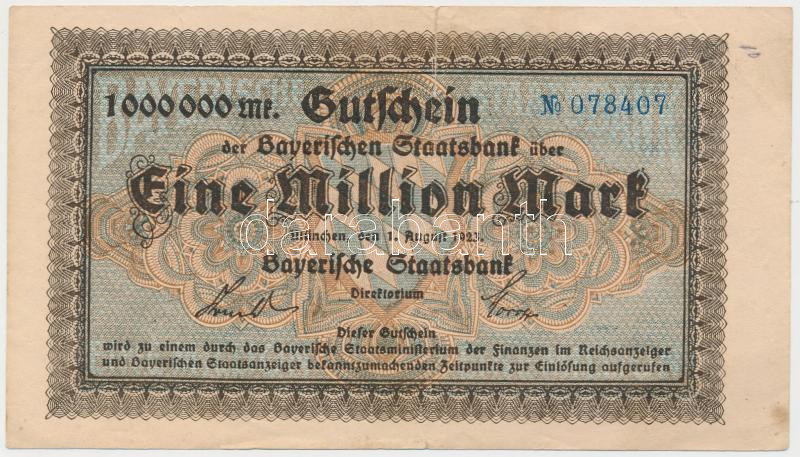 1000000 Mk. Gutschein № 078407
der Bayerischen Staatsbank über
Eine Million Mark
München, den 1. August 1923.
Bayerische Staatsbank
Direktorium
Dieser Gutschein
wird zu einem durch das Bayerische Staatsministerium der Finanzen im Reichsanzeiger
und Bayerischen Staatsanzeiger bekanntzumachenden Zeitpunkte zur Einlösung aufgerufen
darabanth